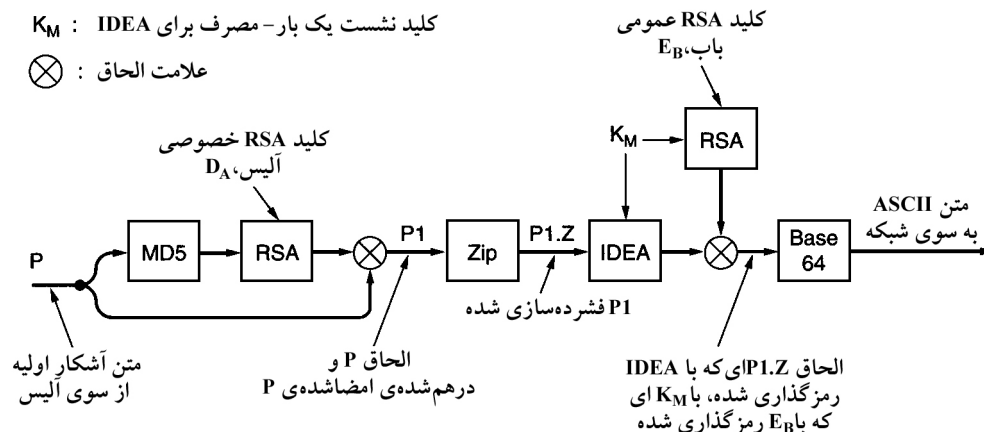 K_M : کلید نشست یک بار – مصرف برای IDEA
: علامت الحاق
کلید RSA عمومی
باب، E_B
کلید RSA خصوصی
آلیس، D_A
K_M
RSA
متن ASCII
به سوی شبکه
P
MD5
RSA
P1
Zip
P1.Z
IDEA
Base
64
P1 فشرده‌سازی شده
متن آشکار اولیه
از سوی آلیس
الحاق P و
درهم‌شده‌ی امضاشده‌ی P
الحاق P1.Zای‌که با IDEA
رمزگذاری شده، با K_M ای
که با E_B رمزگذاری شده